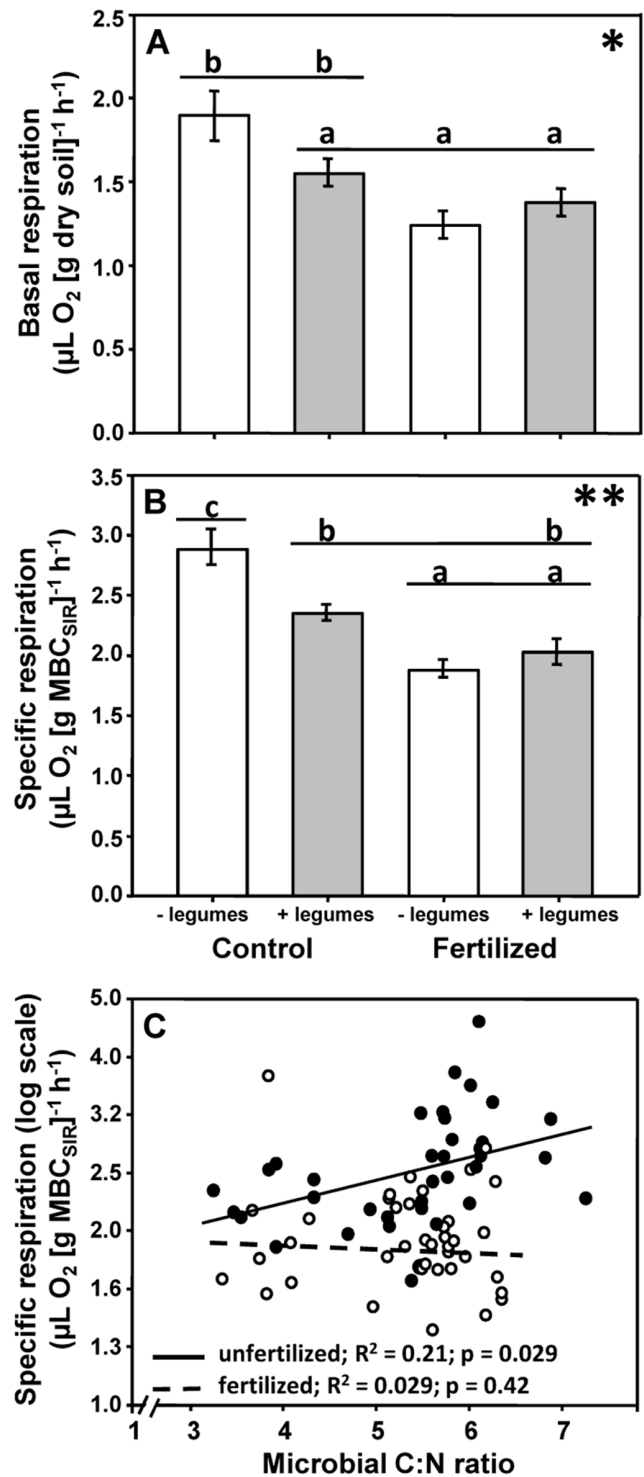 A
*
Basal respiration
(µL O₂ [g dry soil]⁻¹ h⁻¹)
2.5
2.0
1.5
1.0
0.5
0.0
b b
a a a
B
**
Specific respiration
(µL O₂ [g MBC_SIR]⁻¹ h⁻¹)
3.5
3.0
2.5
2.0
1.5
1.0
0.5
0.0
c
b b
a a
- legumes + legumes - legumes + legumes
Control Fertilized
C
Specific respiration (log scale)
(µL O₂ [g MBC_SIR]⁻¹ h⁻¹)
5.0
4.0
3.2
2.5
2.0
1.6
1.3
1.0
unfertilized; R² = 0.21; p = 0.029
fertilized; R² = 0.029; p = 0.42
1 3 4 5 6 7
Microbial C:N ratio